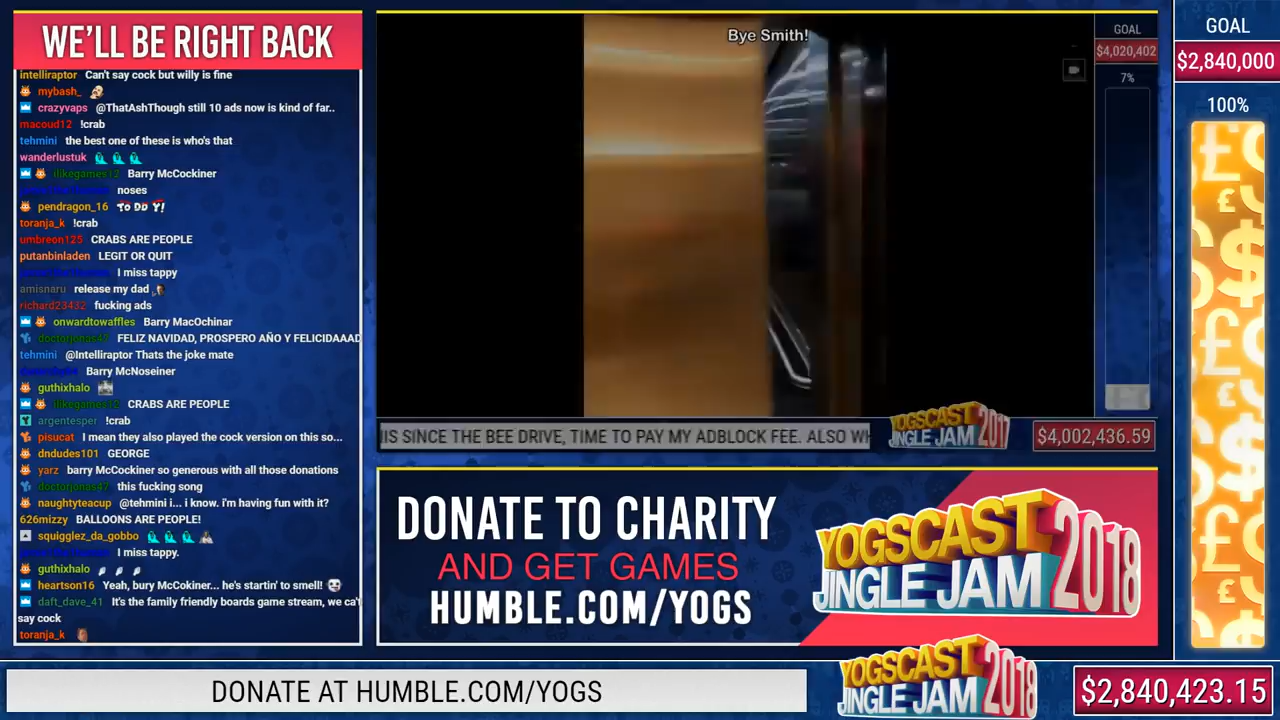 WE'LL BE RIGHT BACK
intelliraptor Can't say cock but willy is fine
mybash_
crazyvaps @ThatAshThough still 10 ads now is kind of far..
macoud12 !crab
tehmini the best one of these is who's that
wanderlustuk
ilikegames12 Barry McCockiner
noses
pendragon_16 TO DD Y!
toranja_k !crab
umbreon125 CRABS ARE PEOPLE
putanbinladen LEGIT OR QUIT
I miss tappy
amisnaru release my dad
richard23432 fucking ads
onwardtowaffles Barry MacOchinar
doctorjonas47 FELIZ NAVIDAD, PROSPERO AÑO Y FELICIDAAAD
tehmini @Intelliraptor Thats the joke mate
Barry McNoseiner
guthixhalo
ilikegames12 CRABS ARE PEOPLE
argentesper !crab
pisucat I mean they also played the cock version on this so...
dndudes101 GEORGE
yarz barry McCockiner so generous with all those donations
doctorjonas47 this fucking song
naughtyteacup @tehmini i... i know. i'm having fun with it?
626mizzy BALLOONS ARE PEOPLE!
squigglez_da_gobbo
I miss tappy.
guthixhalo
heartson16 Yeah, bury McCokiner... he's startin' to smell!
daft_dave_41 It's the family friendly boards game stream, we ca't
say cock
toranja_k
Bye Smith!
GOAL
$4,020,402
7%
IS SINCE THE BEE DRIVE, TIME TO PAY MY ADBLOCK FEE. ALSO WH
YOGSCAST
JINGLE JAM 2017
$4,002,436.59
DONATE TO CHARITY
AND GET GAMES
HUMBLE.COM/YOGS
YOGSCAST
JINGLE JAM 2018
GOAL
$2,840,000
100%
DONATE AT HUMBLE.COM/YOGS
YOGSCAST
JINGLE JAM 2018
$2,840,423.15